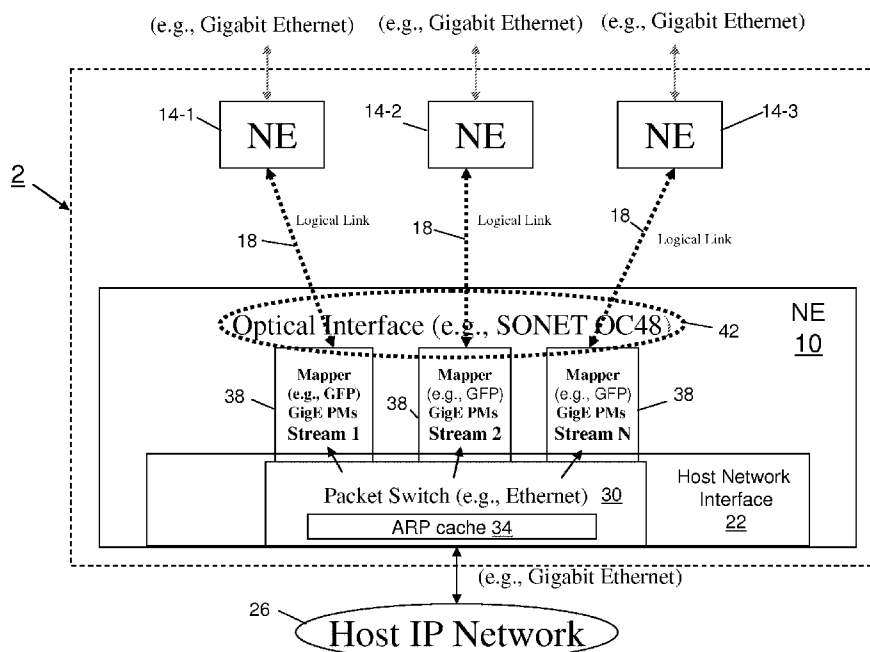 (e.g., Gigabit Ethernet) (e.g., Gigabit Ethernet) (e.g., Gigabit Ethernet)
14-1 NE 14-2 NE NE 14-3
2
18 Logical Link 18 Logical Link 18 Logical Link
Optical Interface (e.g., SONET OC48) 42
NE
10
38 Mapper
(e.g., GFP)
GigE PMs
Stream 1
38 Mapper
(e.g., GFP)
GigE PMs
Stream 2
Mapper
(e.g., GFP)
GigE PMs
Stream N
38
Packet Switch (e.g., Ethernet) 30
ARP cache 34
Host Network
Interface
22
(e.g., Gigabit Ethernet)
26
Host IP Network